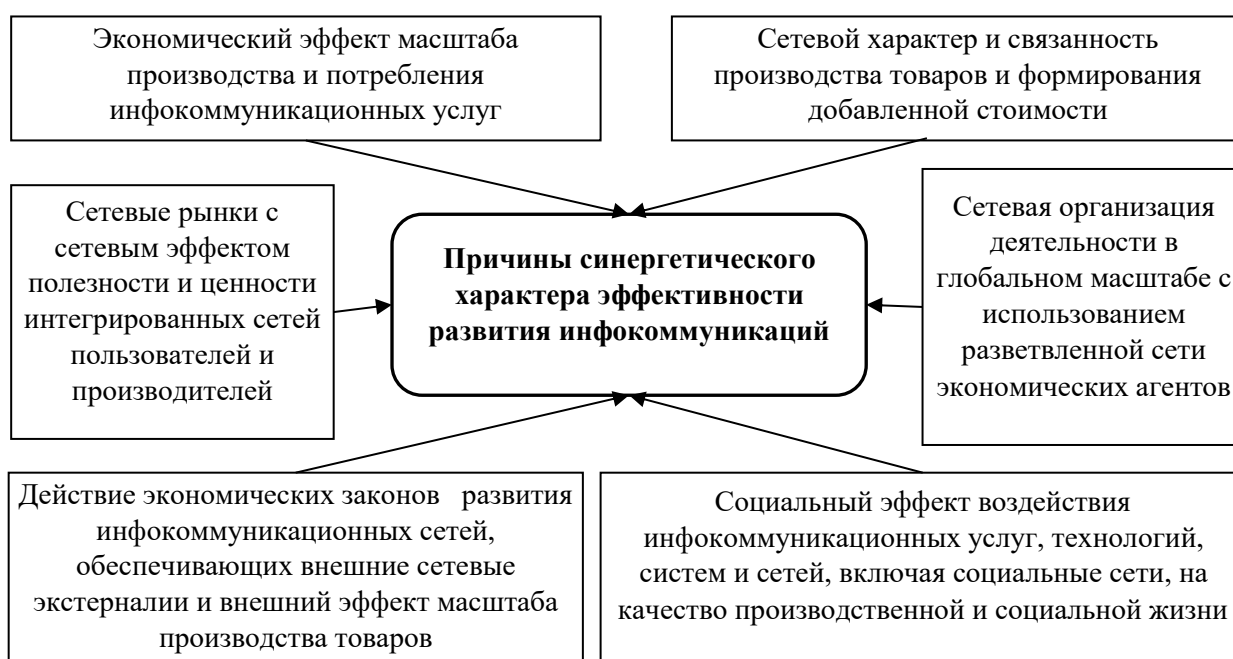 Экономический эффект масштаба
производства и потребления
инфокоммуникационных услуг
Сетевой характер и связанность
производства товаров и формирования
добавленной стоимости
Сетевые рынки с
сетевым эффектом
полезности и ценности
интегрированных сетей
пользователей и
производителей
Причины синергетического
характера эффективности
развития инфокоммуникаций
Сетевая организация
деятельности в
глобальном масштабе с
использованием
разветвленной сети
экономических агентов
Действие экономических законов развития
инфокоммуникационных сетей,
обеспечивающих внешние сетевые
экстерналии и внешний эффект масштаба
производства товаров
Социальный эффект воздействия
инфокоммуникационных услуг, технологий,
систем и сетей, включая социальные сети, на
качество производственной и социальной жизни